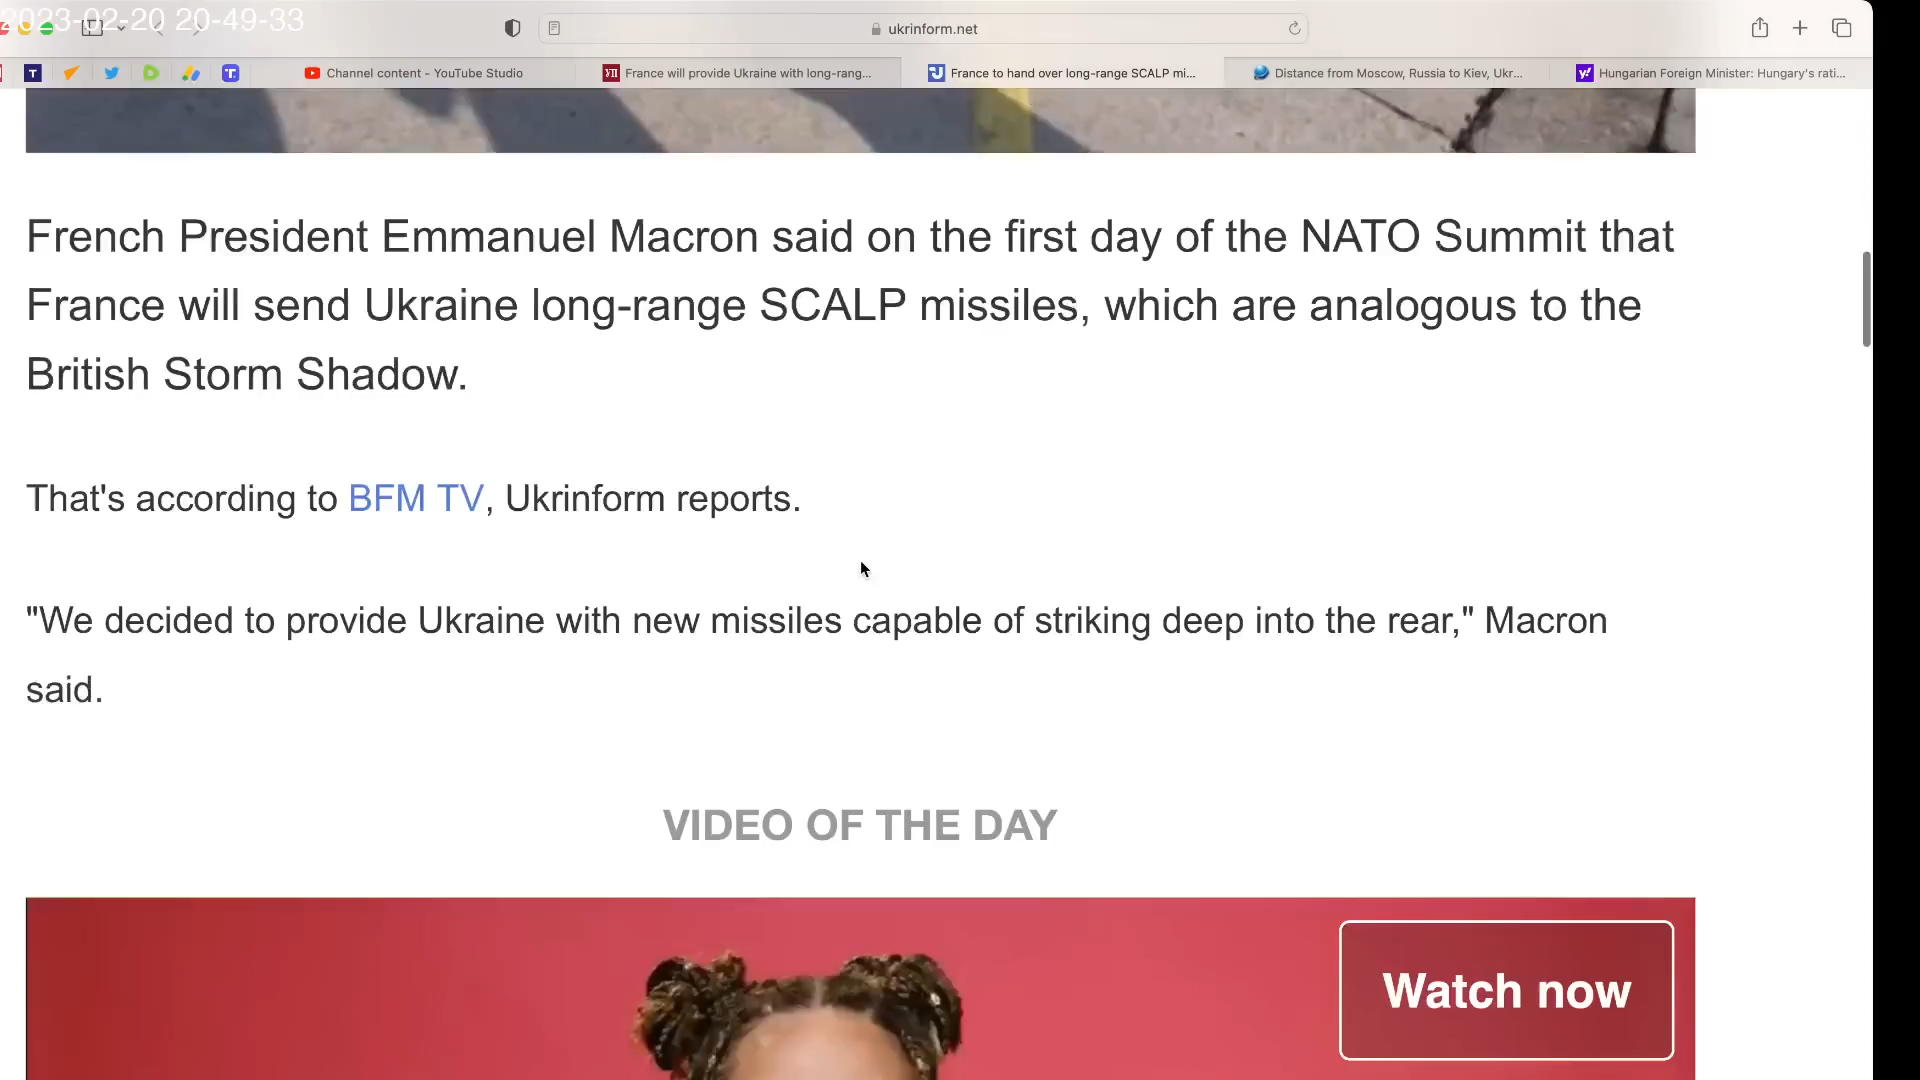 2023-02-20 20-49-33
ukrinform.net
Channel content - YouTube Studio
France will provide Ukraine with long-rang...
France to hand over long-range SCALP mi...
Distance from Moscow, Russia to Kiev, Ukr...
Hungarian Foreign Minister: Hungary's rati...
French President Emmanuel Macron said on the first day of the NATO Summit that
France will send Ukraine long-range SCALP missiles, which are analogous to the
British Storm Shadow.
That's according to BFM TV, Ukrinform reports.
"We decided to provide Ukraine with new missiles capable of striking deep into the rear," Macron
said.
VIDEO OF THE DAY
Watch now